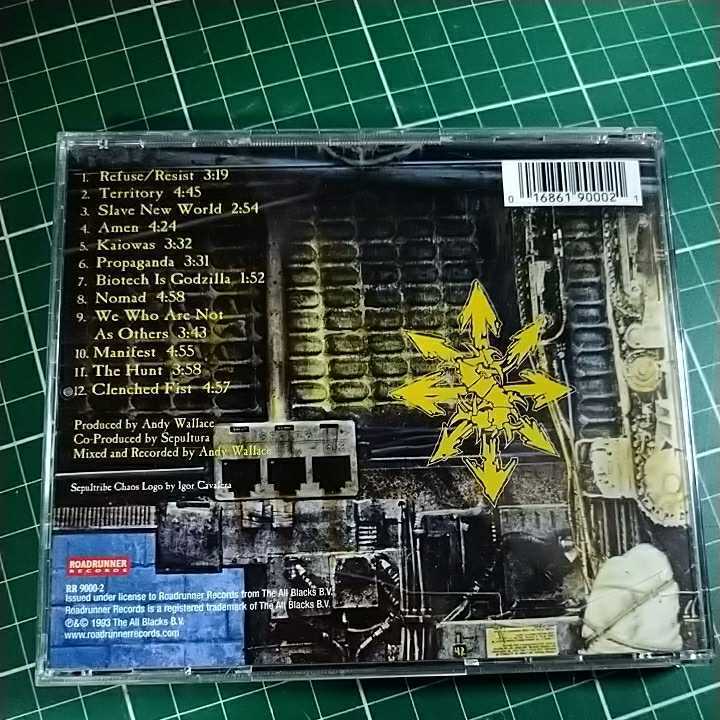 1. Refuse/Resist 3:19
2. Territory 4:45
3. Slave New World 2:54
4. Amen 4:24
5. Kaiowas 3:32
6. Propaganda 3:31
7. Biotech Is Godzilla 1:52
8. Nomad 4:58
9. We Who Are Not
As Others 3:43
10. Manifest 4:55
11. The Hunt 3:58
12. Clenched Fist 4:57
Produced by Andy Wallace
Co-Produced by Sepultura
Mixed and Recorded by Andy Wallace
Sepultribe Chaos Logo by Igor Cavalera
ROADRUNNER
RECORDS
RR 9000-2
Issued under license to Roadrunner Records from The All Blacks B.V.
Roadrunner Records is a registered trademark of The All Blacks B.V.
℗&© 1993 The All Blacks B.V.
www.roadrunnerrecords.com
0 16861 90002 1